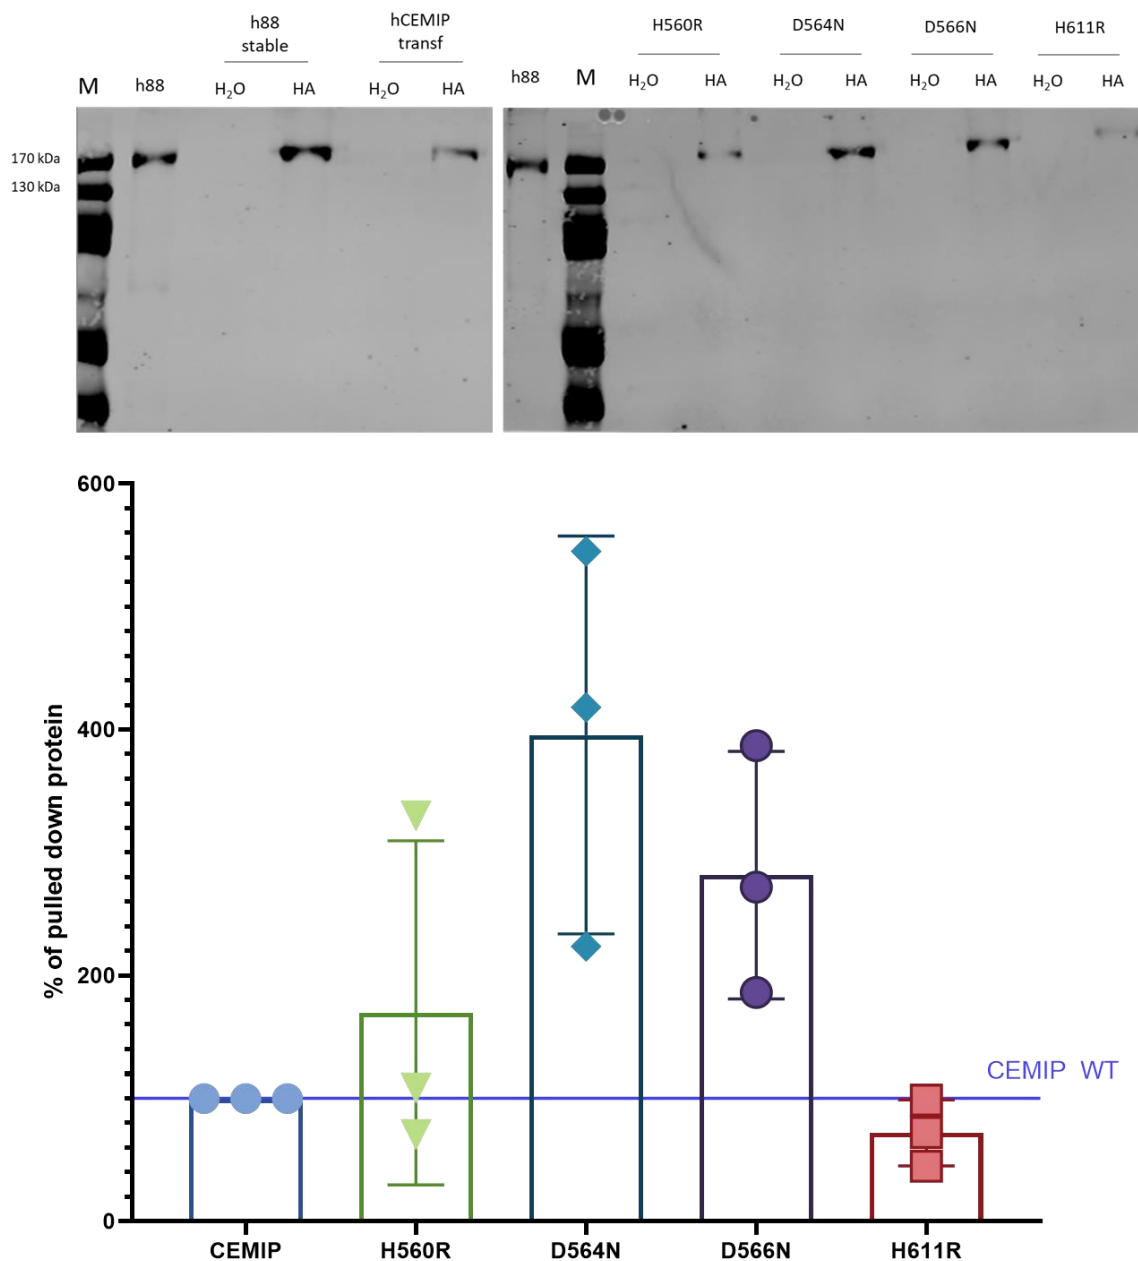 h88
stable
hCEMIP
transf
M
h88
H₂O
HA
H₂O
HA
170 kDa
130 kDa
H560R
D564N
D566N
H611R
h88
M
H₂O
HA
H₂O
HA
H₂O
HA
H₂O
HA
% of pulled down protein
600
400
200
0
CEMIP WT
CEMIP
H560R
D564N
D566N
H611R